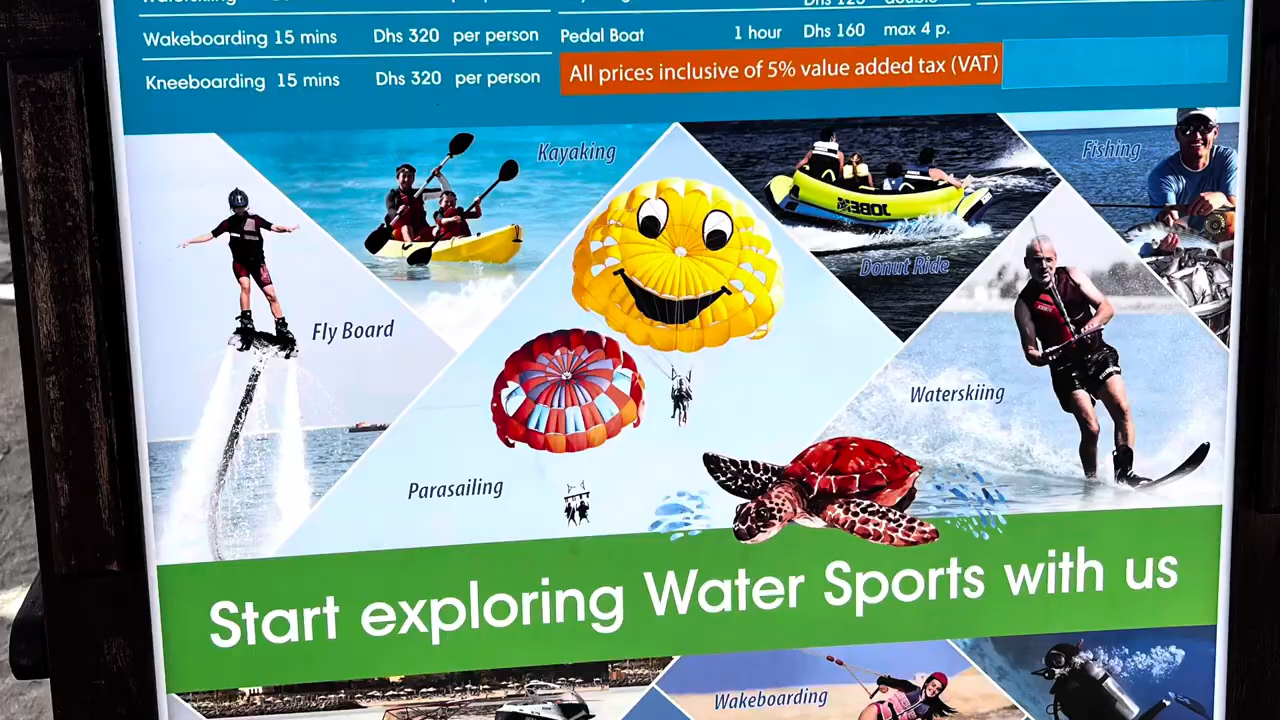 Wakeboarding 15 mins Dhs 320 per person
Kneeboarding 15 mins Dhs 320 per person
Pedal Boat 1 hour Dhs 160 max 4 p.
All prices inclusive of 5% value added tax (VAT)
Kayaking
Fishing
JOBE
Donut Ride
Fly Board
Waterskiing
Parasailing
Start exploring Water Sports with us
Wakeboarding